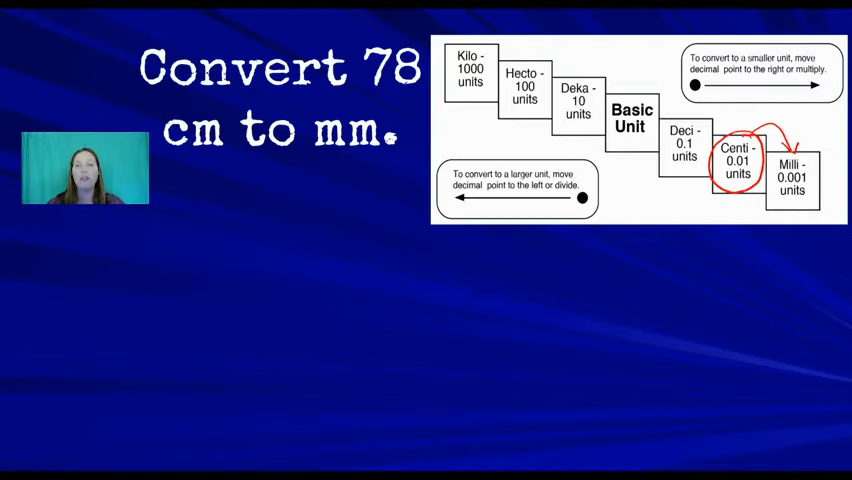 Convert 78
cm to mm.
Kilo -
1000
units
Hecto -
100
units
Deka -
10
units
Basic
Unit
Deci -
0.1
units
Centi -
0.01
units
Milli -
0.001
units
To convert to a smaller unit, move
decimal point to the right or multiply.
To convert to a larger unit, move
decimal point to the left or divide.